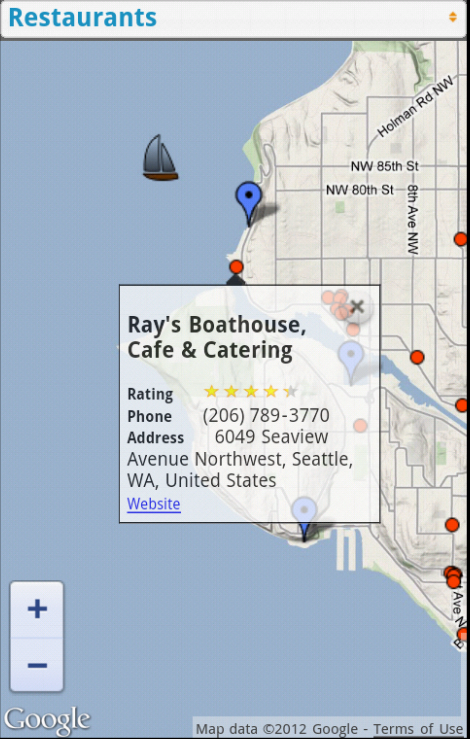 Restaurants
Holman Rd NW
NW 85th St
NW 80th St
8th Ave NW
Ray's Boathouse,
Cafe & Catering
Rating
Phone (206) 789-3770
Address 6049 Seaview
Avenue Northwest, Seattle,
WA, United States
Website
+
−
Ave N
Google
Map data ©2012 Google - Terms of Use